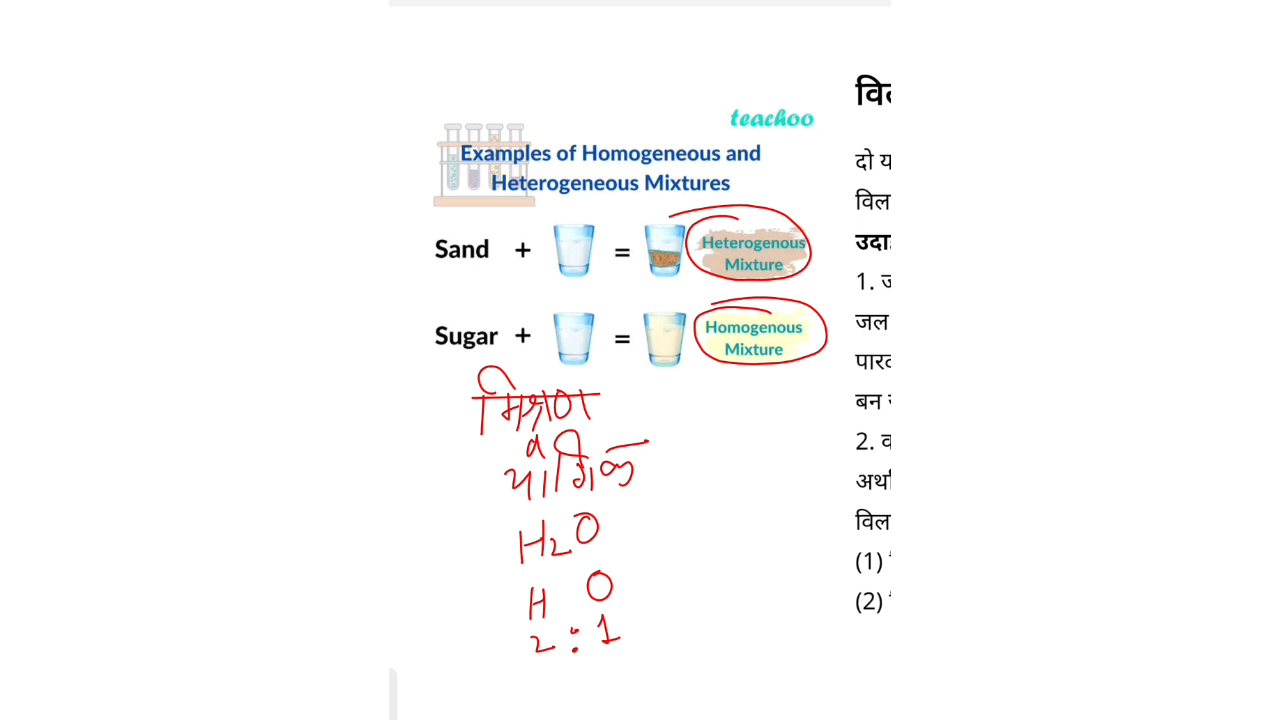 teachoo
Examples of Homogeneous and
Heterogeneous Mixtures
Sand + =
Heterogenous
Mixture
Sugar + =
Homogenous
Mixture
मिश्रण
यौगिक
H₂O
H O
2 : 1
दो
उदा
1.
जल
बन
2.
(1)
(2)